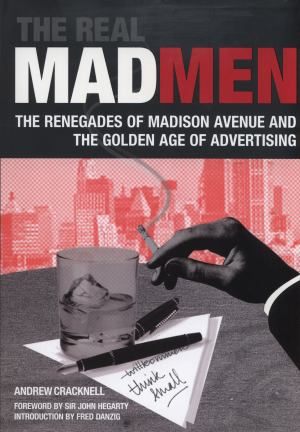 THE REAL
MADMEN
THE RENEGADES OF MADISON AVENUE AND
THE GOLDEN AGE OF ADVERTISING
willkommen
think
small
ANDREW CRACKNELL
FOREWORD BY SIR JOHN HEGARTY
INTRODUCTION BY FRED DANZIG